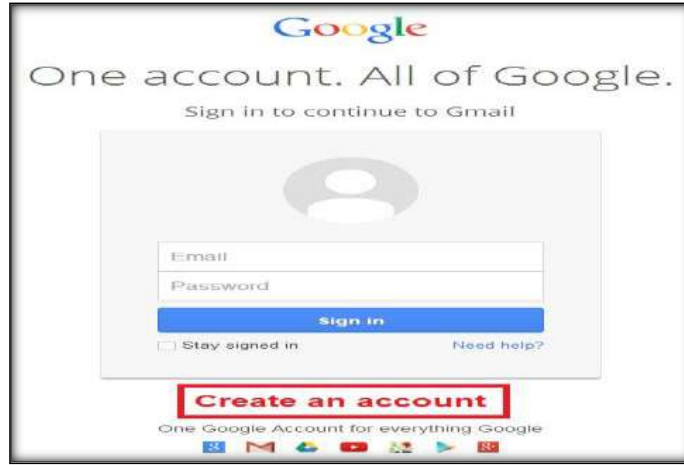 Google
One account. All of Google.
Sign in to continue to Gmail
Email
Password
Sign in
Stay signed in Need help?
Create an account
One Google Account for everything Google